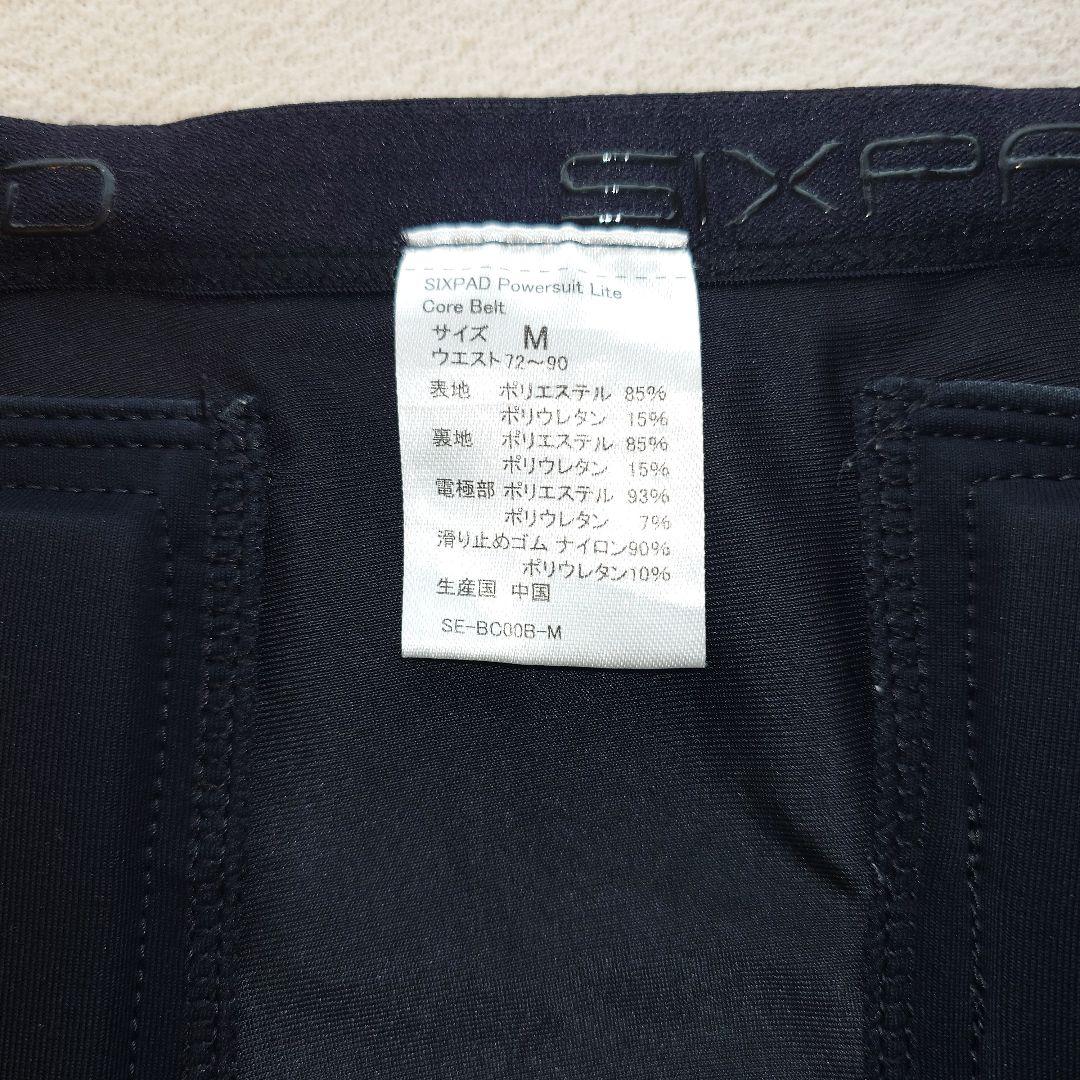 D SIXPA
SIXPAD Powersuit Lite
Core Belt
サイズ M
ウエスト72～90
表地 ポリエステル 85%
ポリウレタン 15%
裏地 ポリエステル 85%
ポリウレタン 15%
電極部 ポリエステル 93%
ポリウレタン 7%
滑り止めゴム ナイロン90%
ポリウレタン10%
生産国 中国
SE-BC00B-M